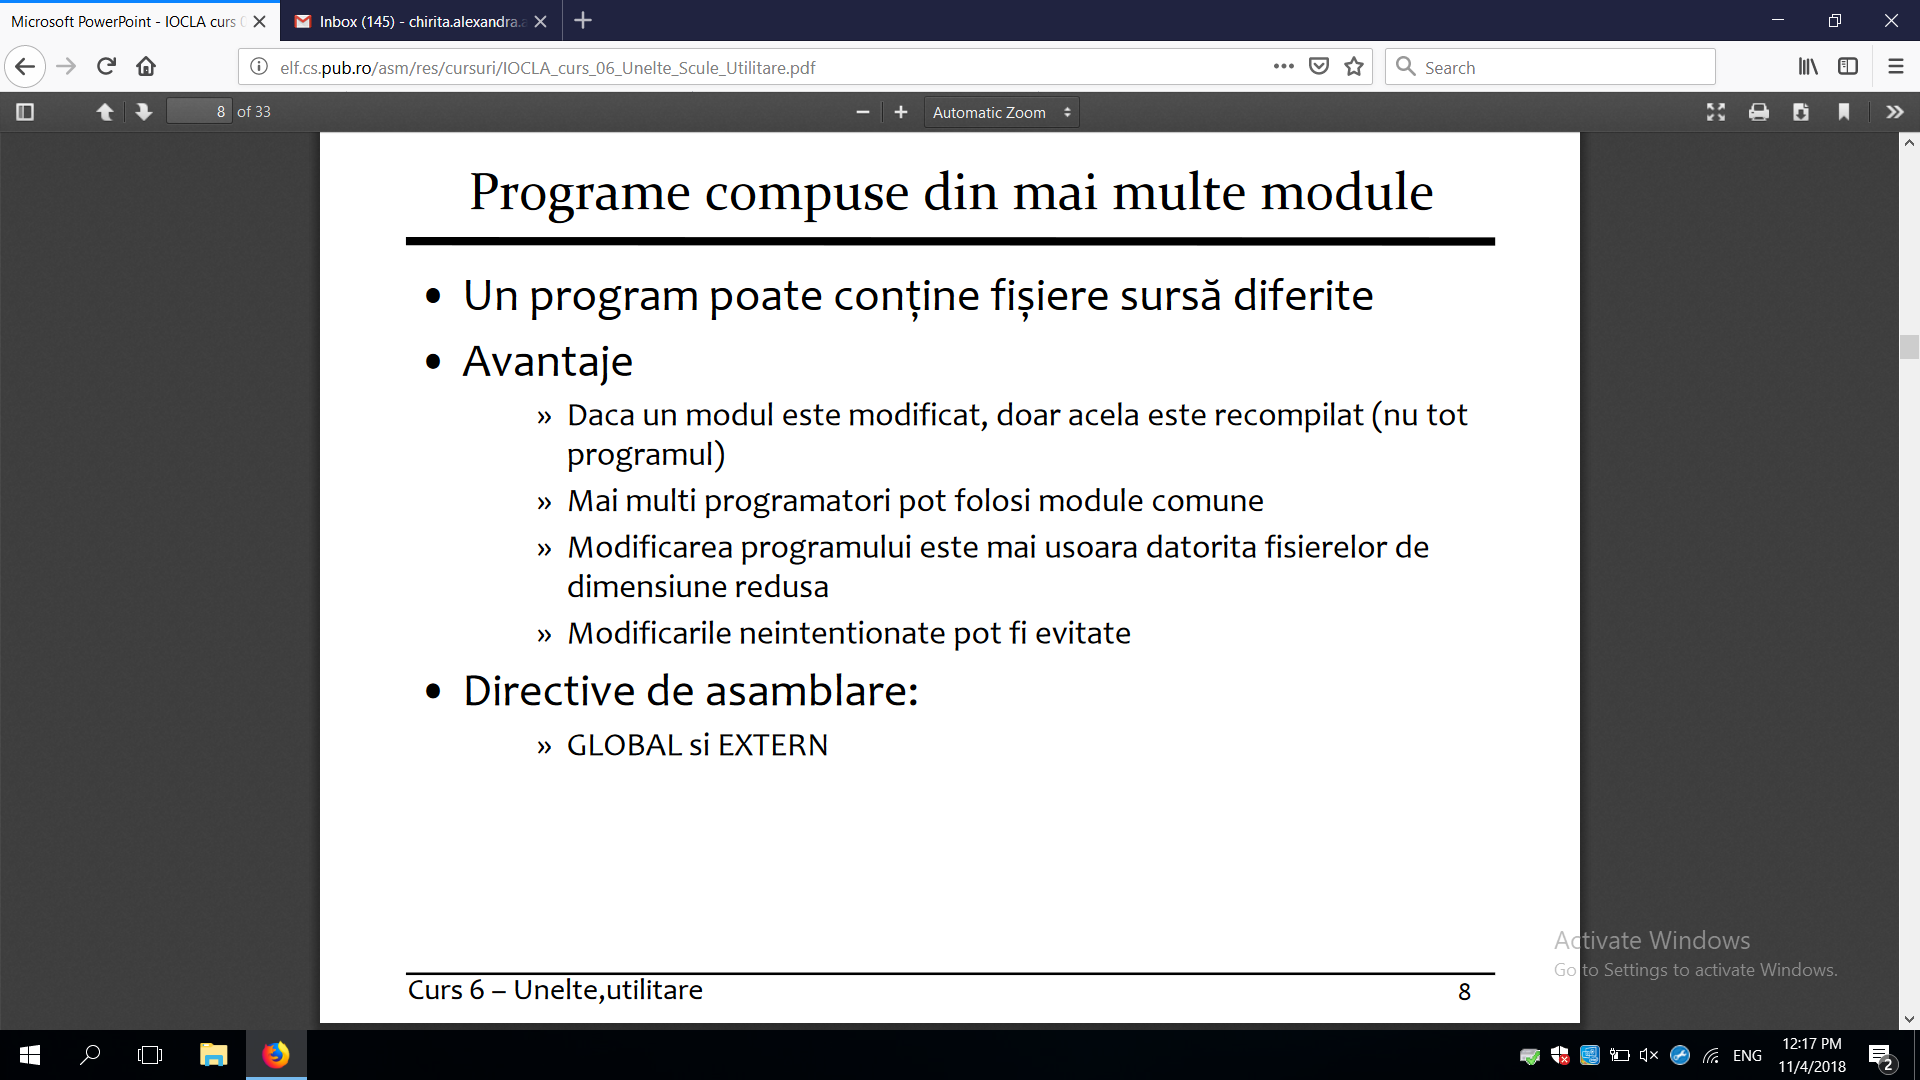 Microsoft PowerPoint - IOCLA curs
Inbox (145) - chirita.alexandra.
elf.cs.pub.ro/asm/res/cursuri/IOCLA_curs_06_Unelte_Scule_Utilitare.pdf
Search
8 of 33
Automatic Zoom
Programe compuse din mai multe module
• Un program poate conține fișiere sursă diferite
• Avantaje
» Daca un modul este modificat, doar acela este recompilat (nu tot
programul)
» Mai multi programatori pot folosi module comune
» Modificarea programului este mai usoara datorita fisierelor de
dimensiune redusa
» Modificarile neintentionate pot fi evitate
• Directive de asamblare:
» GLOBAL si EXTERN
Activate Windows
Go to Settings to activate Windows.
Curs 6 – Unelte,utilitare
8
ENG
12:17 PM
11/4/2018
2